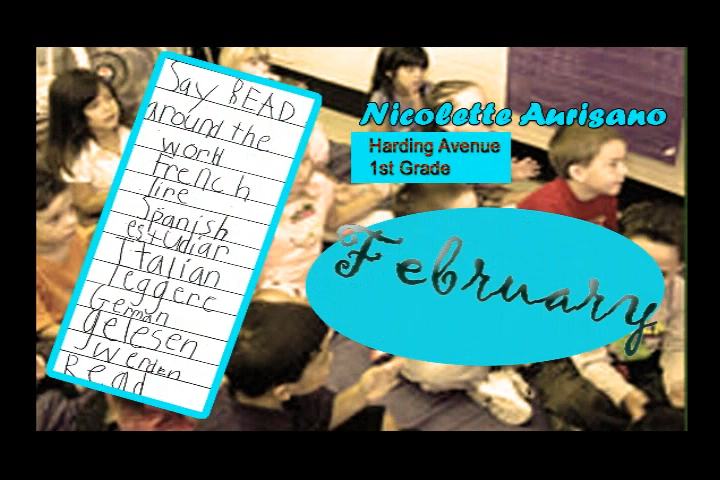 Say READ
around the
world
French
lire
Spanish
estudiar
Italian
leggere
German
gelesen
swenden
Read
Nicolette Aurisano
Harding Avenue
1st Grade
February